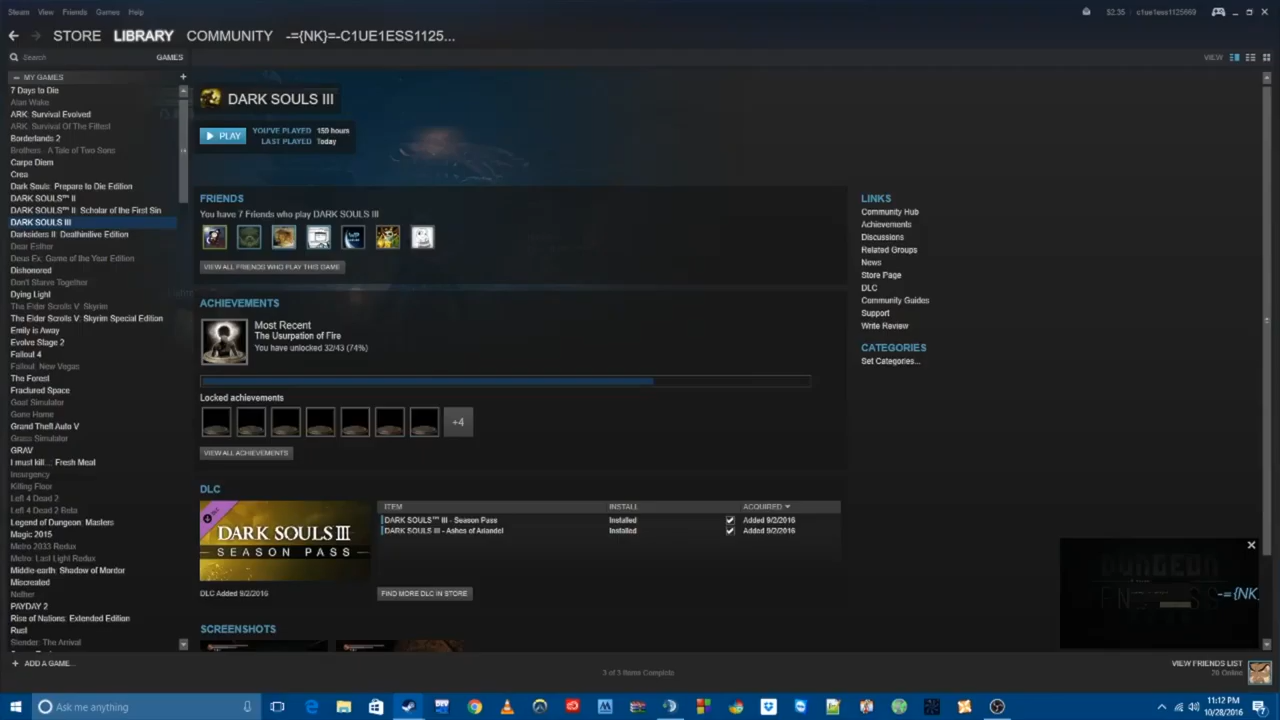 Steam View Friends Games Help
$2.35 c1ue1ess1125669
STORE LIBRARY COMMUNITY -={NK}=-C1UE1ESS1125...
Search GAMES
VIEW
MY GAMES
7 Days to Die
Alan Wake
ARK: Survival Evolved
ARK: Survival Of The Fittest
Borderlands 2
Brothers - A Tale of Two Sons
Carpe Diem
Crea
Dark Souls: Prepare to Die Edition
DARK SOULS™ II
DARK SOULS™ II: Scholar of the First Sin
DARK SOULS III
Darksiders II: Deathinitive Edition
Dear Esther
Deus Ex: Game of the Year Edition
Dishonored
Don't Starve Together
Dying Light
The Elder Scrolls V: Skyrim
The Elder Scrolls V: Skyrim Special Edition
Emily is Away
Evolve Stage 2
Fallout 4
Fallout: New Vegas
The Forest
Fractured Space
Goat Simulator
Gone Home
Grand Theft Auto V
Grass Simulator
GRAV
I must kill...: Fresh Meat
Insurgency
Killing Floor
Left 4 Dead 2
Left 4 Dead 2 Beta
Legend of Dungeon: Masters
Magic 2015
Metro 2033 Redux
Metro: Last Light Redux
Middle-earth: Shadow of Mordor
Miscreated
Nether
PAYDAY 2
Rise of Nations: Extended Edition
Rust
Slender: The Arrival
DARK SOULS III
PLAY
YOU'VE PLAYED 159 hours
LAST PLAYED Today
FRIENDS
You have 7 Friends who play DARK SOULS III
VIEW ALL FRIENDS WHO PLAY THIS GAME
ACHIEVEMENTS
Most Recent
The Usurpation of Fire
You have unlocked 32/43 (74%)
Locked achievements
+4
VIEW ALL ACHIEVEMENTS
DLC
DARK SOULS III
SEASON PASS
DLC Added 9/2/2016
ITEM INSTALL ACQUIRED
DARK SOULS™ III - Season Pass Installed Added 9/2/2016
DARK SOULS III - Ashes of Ariandel Installed Added 9/2/2016
FIND MORE DLC IN STORE
SCREENSHOTS
LINKS
Community Hub
Achievements
Discussions
Related Groups
News
Store Page
DLC
Community Guides
Support
Write Review
CATEGORIES
Set Categories...
DUNGEON
-={NK}
ADD A GAME...
3 of 3 Items Complete
VIEW FRIENDS LIST
26 Online
Ask me anything
11:12 PM
10/28/2016